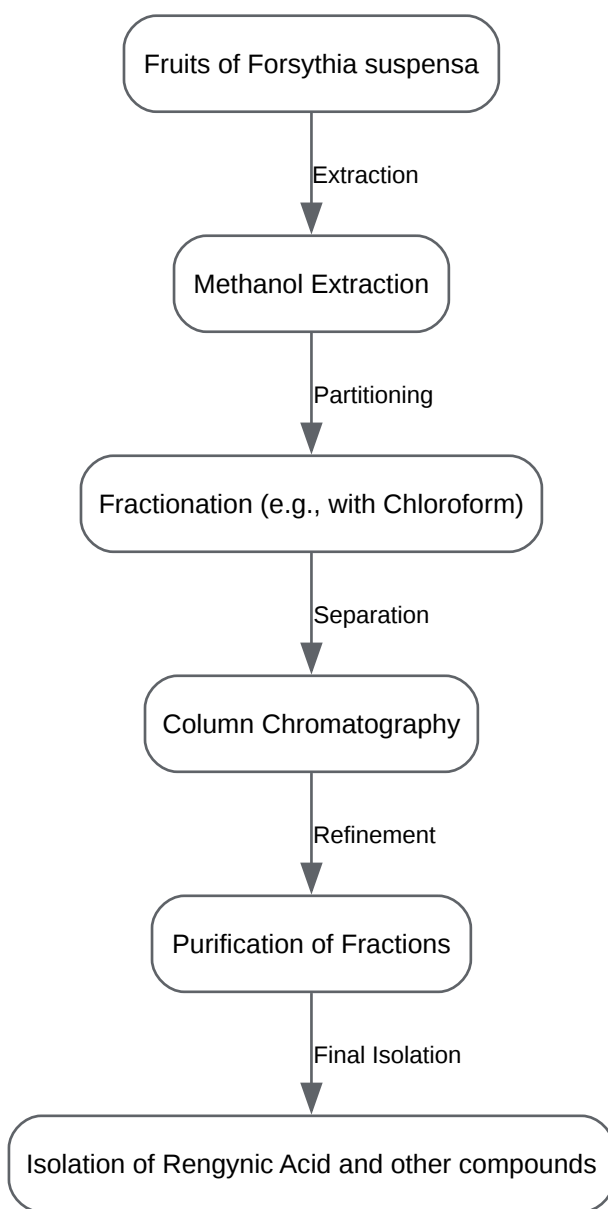 Fruits of Forsythia suspensa
Extraction
Methanol Extraction
Partitioning
Fractionation (e.g., with Chloroform)
Separation
Column Chromatography
Refinement
Purification of Fractions
Final Isolation
Isolation of Rengynic Acid and other compounds